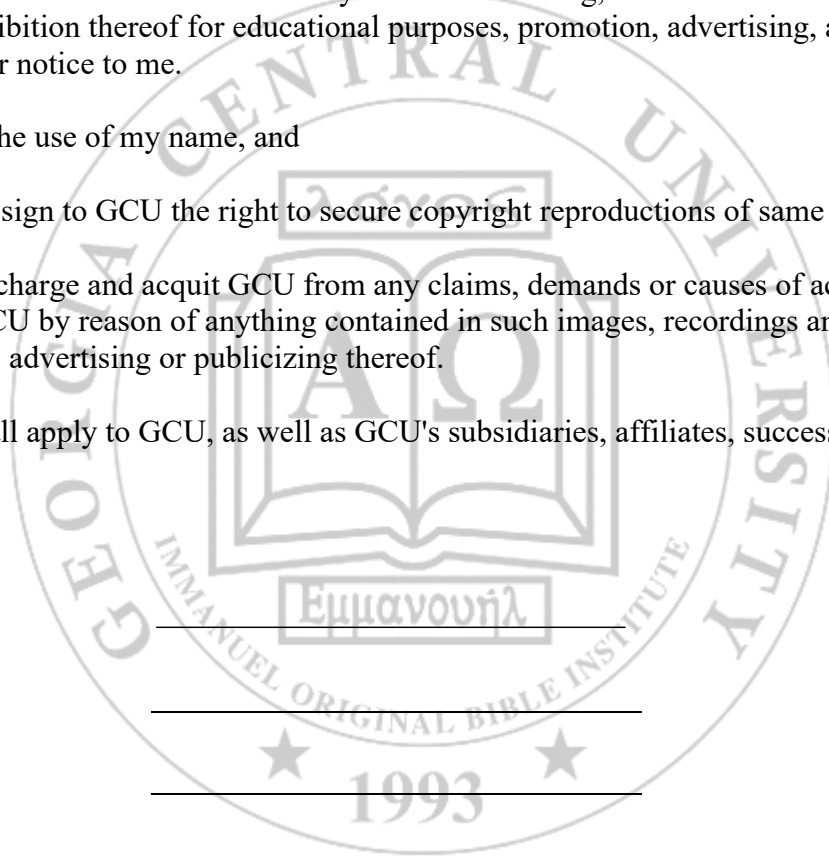 ibition thereof for educational purposes, promotion, advertising, a
r notice to me.
he use of my name, and
sign to GCU the right to secure copyright reproductions of same
charge and acquit GCU from any claims, demands or causes of ac
CU by reason of anything contained in such images, recordings an
advertising or publicizing thereof.
ll apply to GCU, as well as GCU's subsidiaries, affiliates, success
GEORGIA CENTRAL UNIVERSITY
λόγος
Α Ω
Εμμανουήλ
IMMANUEL ORIGINAL BIBLE INSTITUTE
1993